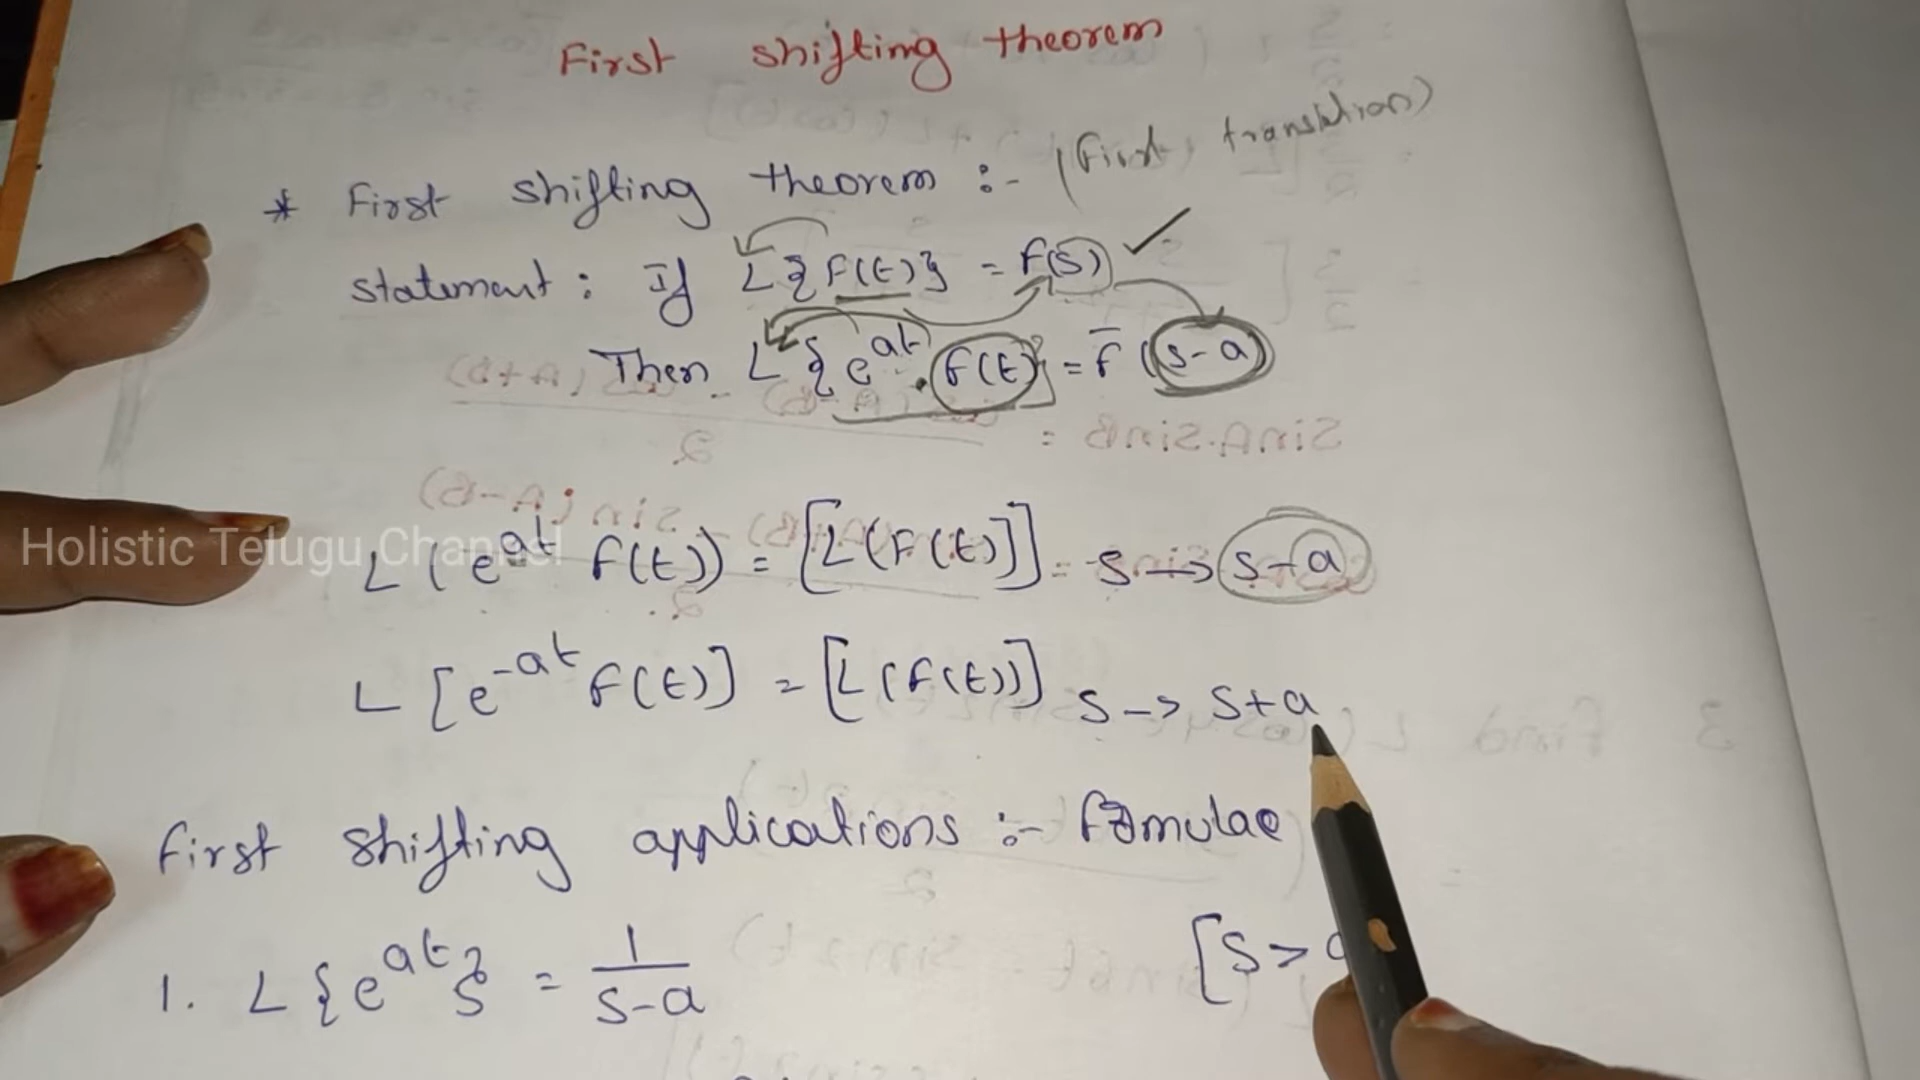 First shifting theorem
* First shifting theorem :- (First, translation)
statement : If L{F(t)} = f(s) ✓
Then L{e^at . f(t)} = f̄ (s-a)
L (e^at f(t)) = [L(F(t)] s → s-a
L [e^-at f(t)] = [L(f(t))] s → s+a
First shifting applications :- formulae
1. L{e^at} = 1/(s-a) [s >
Holistic Telugu Channel